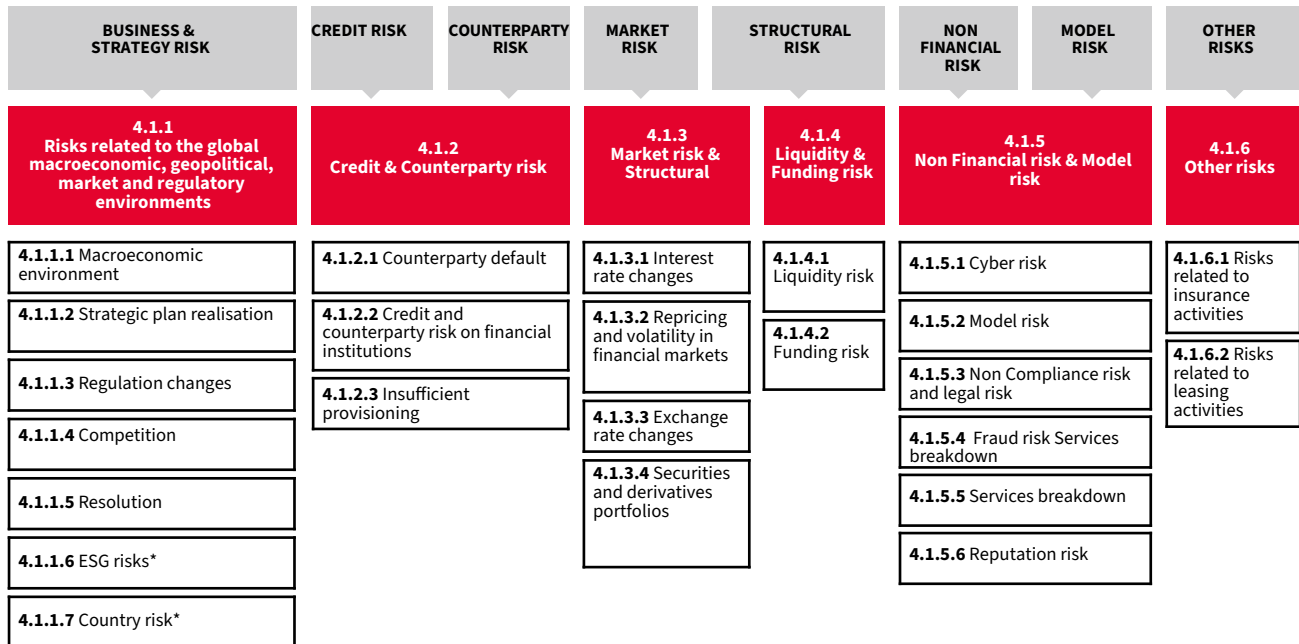 BUSINESS &
STRATEGY RISK
CREDIT RISK
COUNTERPARTY
RISK
MARKET
RISK
STRUCTURAL
RISK
NON
FINANCIAL
RISK
MODEL
RISK
OTHER
RISKS
4.1.1
Risks related to the global
macroeconomic, geopolitical,
market and regulatory
environments
4.1.2
Credit & Counterparty risk
4.1.3
Market risk &
Structural
4.1.4
Liquidity &
Funding risk
4.1.5
Non Financial risk & Model
risk
4.1.6
Other risks
4.1.1.1 Macroeconomic
environment
4.1.1.2 Strategic plan realisation
4.1.1.3 Regulation changes
4.1.1.4 Competition
4.1.1.5 Resolution
4.1.1.6 ESG risks*
4.1.1.7 Country risk*
4.1.2.1 Counterparty default
4.1.2.2 Credit and
counterparty risk on financial
institutions
4.1.2.3 Insufficient
provisioning
4.1.3.1 Interest
rate changes
4.1.3.2 Repricing
and volatility in
financial markets
4.1.3.3 Exchange
rate changes
4.1.3.4 Securities
and derivatives
portfolios
4.1.4.1
Liquidity risk
4.1.4.2
Funding risk
4.1.5.1 Cyber risk
4.1.5.2 Model risk
4.1.5.3 Non Compliance risk
and legal risk
4.1.5.4 Fraud risk Services
breakdown
4.1.5.5 Services breakdown
4.1.5.6 Reputation risk
4.1.6.1 Risks
related to
insurance
activities
4.1.6.2 Risks
related to
leasing
activities